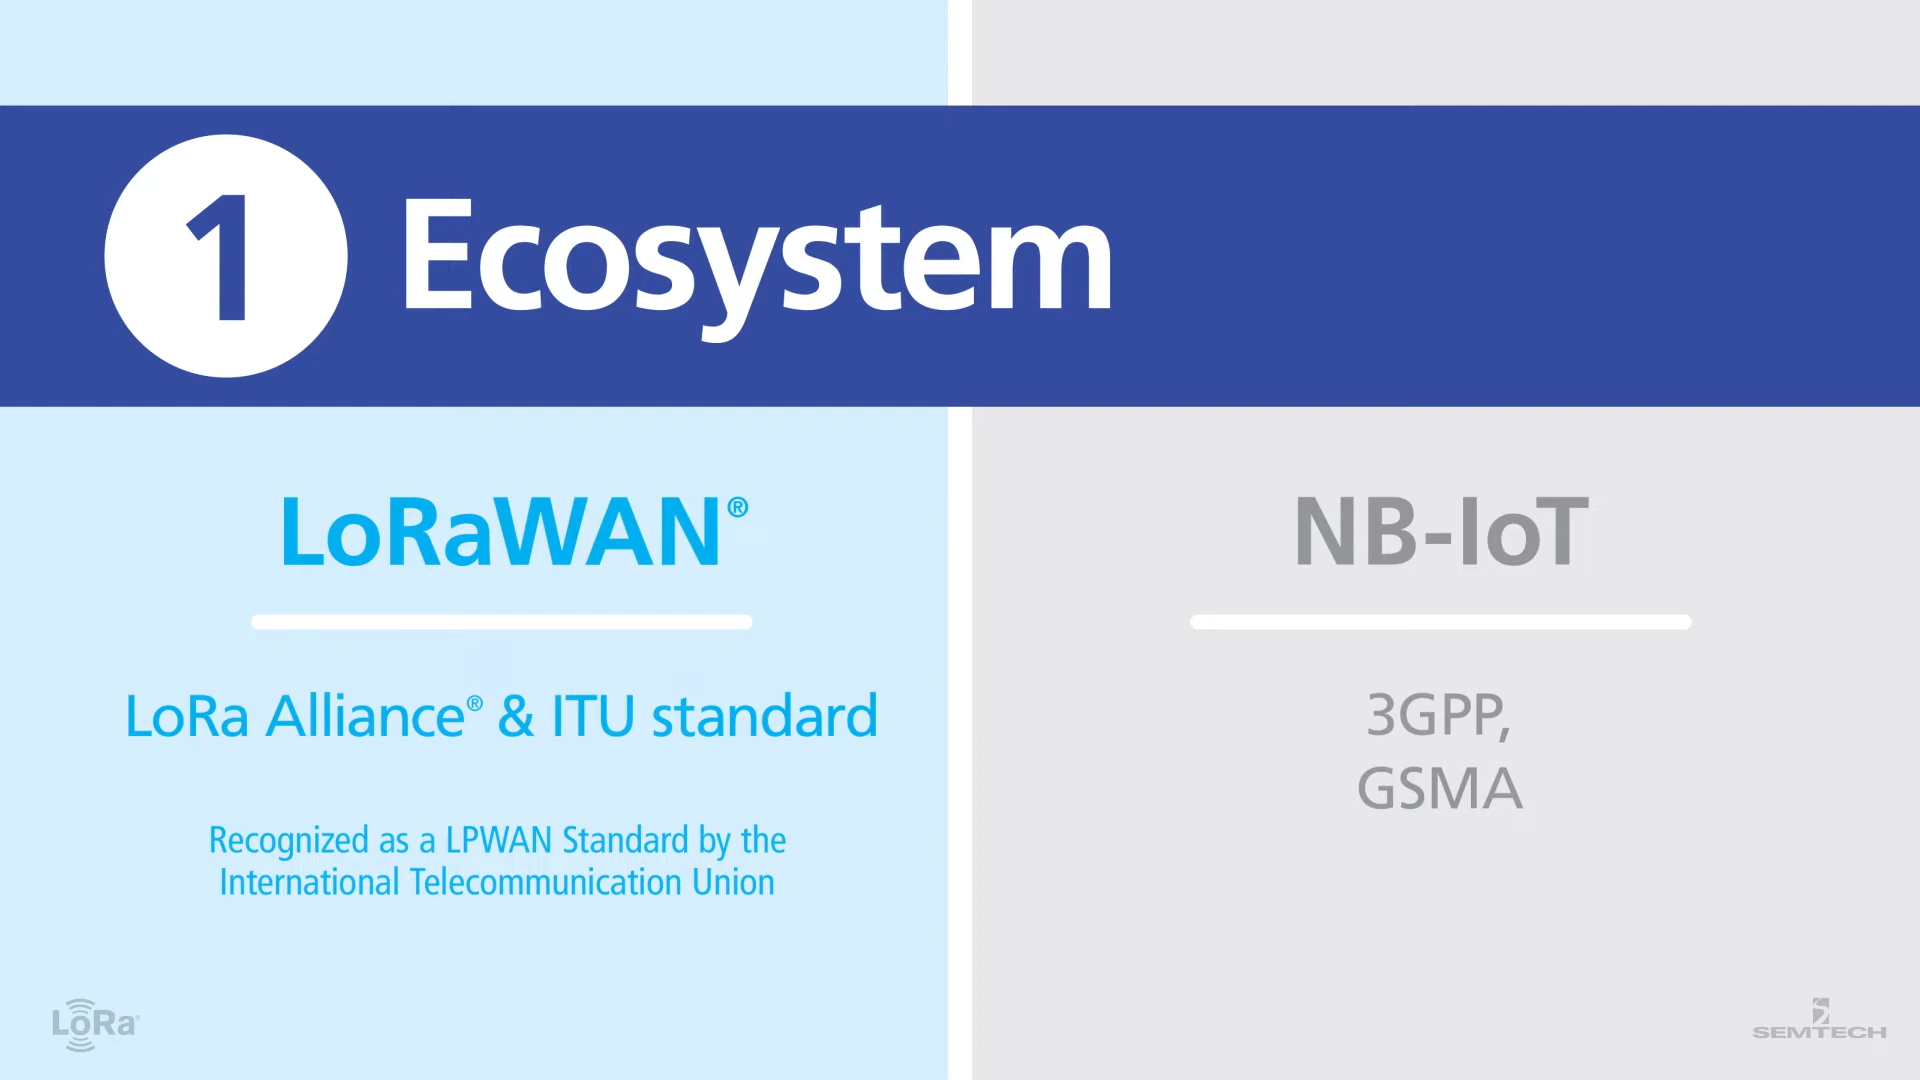 1 Ecosystem
LoRaWAN®
LoRa Alliance® & ITU standard
Recognized as a LPWAN Standard by the
International Telecommunication Union
NB-IoT
3GPP,
GSMA
LoRa®
SEMTECH